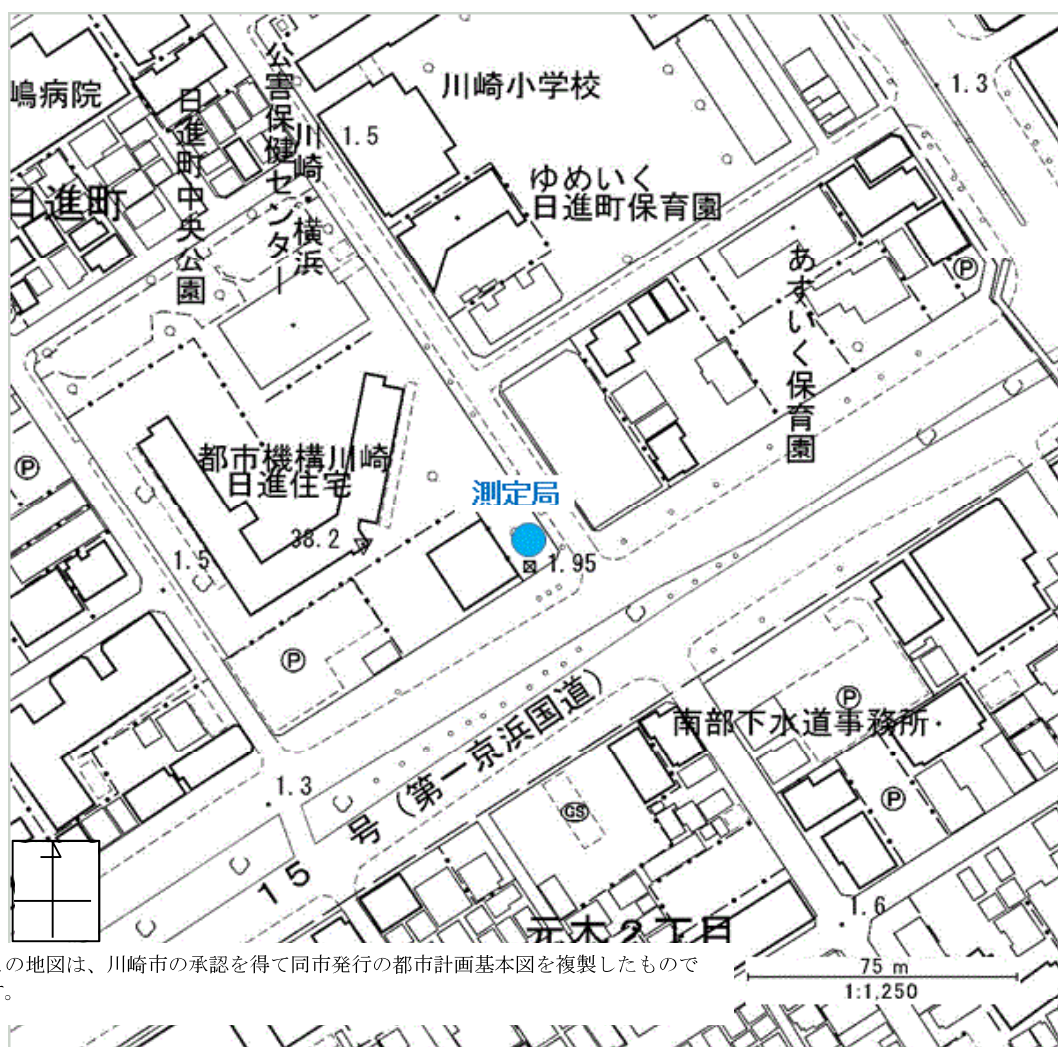 嶋病院
日進町
日進町中央公園
公害保健センター
川崎
横浜
1.5
川崎小学校
1.3
ゆめいく
日進町保育園
あすいく保育園
P
P
都市機構川崎
日進住宅
38.2
1.5
測定局
1.95
P
南部下水道事務所
P
P
1.3
15号(第一京浜国道)
GS
1.6
元木2丁目
の地図は、川崎市の承認を得て同市発行の都市計画基本図を複製したもので
。
75 m
1:1,250